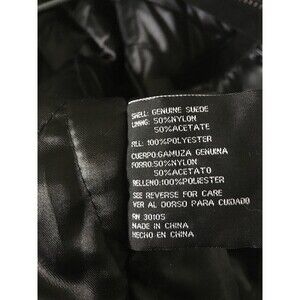 SHELL: GENUINE SUEDE
LINING: 50%NYLON
50%ACETATE
FILL: 100%POLYESTER
CUERPO:GAMUZA GENUINA
FORRO:50%NYLON
50%ACETATO
RELLENO:100%POLIESTER
SEE REVERSE FOR CARE
VER AL DORSO PARA CUIDADO
RN 30105
MADE IN CHINA
HECHO EN CHINA